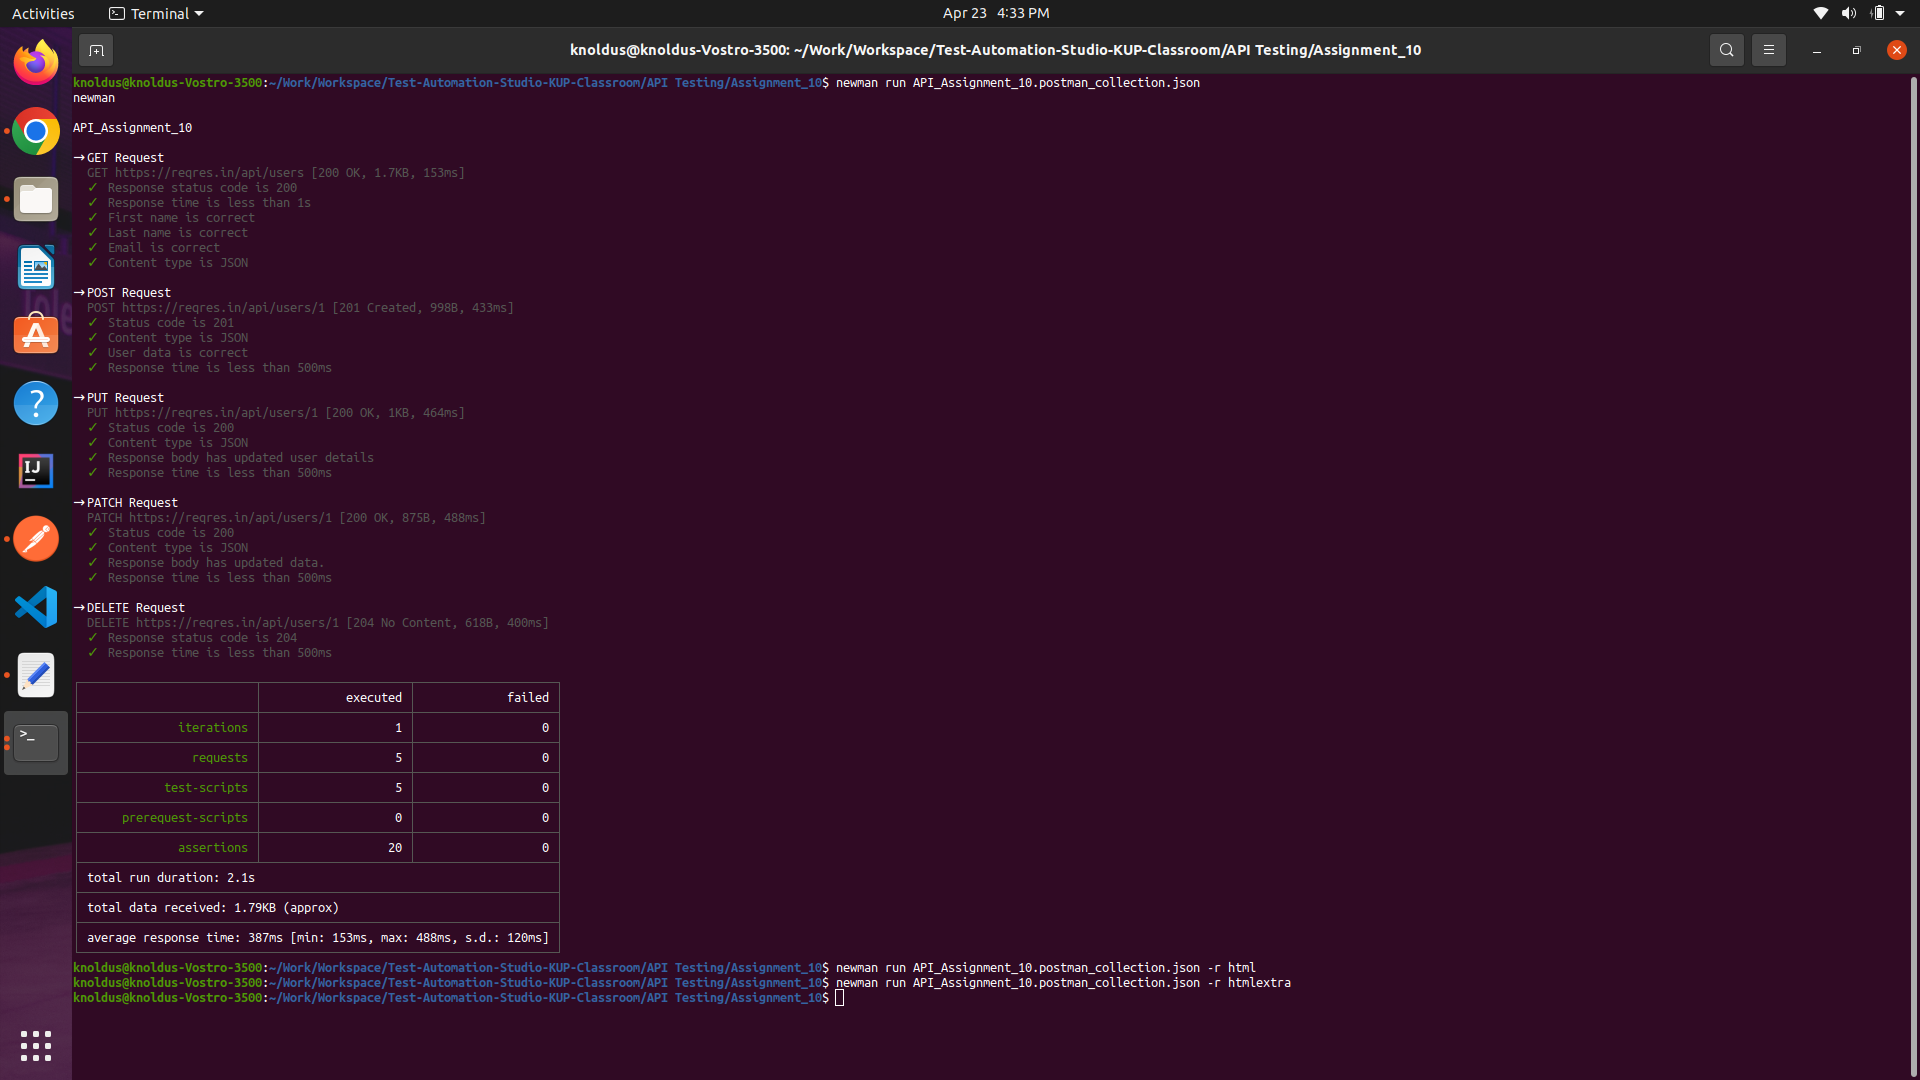 Activities
Terminal
Apr 23 4:33 PM
knoldus@knoldus-Vostro-3500: ~/Work/Workspace/Test-Automation-Studio-KUP-Classroom/API Testing/Assignment_10
knoldus@knoldus-Vostro-3500:~/Work/Workspace/Test-Automation-Studio-KUP-Classroom/API Testing/Assignment_10$ newman run API_Assignment_10.postman_collection.json
newman
API_Assignment_10
→ GET Request
GET https://reqres.in/api/users [200 OK, 1.7KB, 153ms]
✓ Response status code is 200
✓ Response time is less than 1s
✓ First name is correct
✓ Last name is correct
✓ Email is correct
✓ Content type is JSON
→ POST Request
POST https://reqres.in/api/users/1 [201 Created, 998B, 433ms]
✓ Status code is 201
✓ Content type is JSON
✓ User data is correct
✓ Response time is less than 500ms
→ PUT Request
PUT https://reqres.in/api/users/1 [200 OK, 1KB, 464ms]
✓ Status code is 200
✓ Content type is JSON
✓ Response body has updated user details
✓ Response time is less than 500ms
→ PATCH Request
PATCH https://reqres.in/api/users/1 [200 OK, 875B, 488ms]
✓ Status code is 200
✓ Content type is JSON
✓ Response body has updated data.
✓ Response time is less than 500ms
→ DELETE Request
DELETE https://reqres.in/api/users/1 [204 No Content, 618B, 400ms]
✓ Response status code is 204
✓ Response time is less than 500ms
executed failed
iterations 1 0
requests 5 0
test-scripts 5 0
prerequest-scripts 0 0
assertions 20 0
total run duration: 2.1s
total data received: 1.79KB (approx)
average response time: 387ms [min: 153ms, max: 488ms, s.d.: 120ms]
knoldus@knoldus-Vostro-3500:~/Work/Workspace/Test-Automation-Studio-KUP-Classroom/API Testing/Assignment_10$ newman run API_Assignment_10.postman_collection.json -r html
knoldus@knoldus-Vostro-3500:~/Work/Workspace/Test-Automation-Studio-KUP-Classroom/API Testing/Assignment_10$ newman run API_Assignment_10.postman_collection.json -r htmlextra
knoldus@knoldus-Vostro-3500:~/Work/Workspace/Test-Automation-Studio-KUP-Classroom/API Testing/Assignment_10$